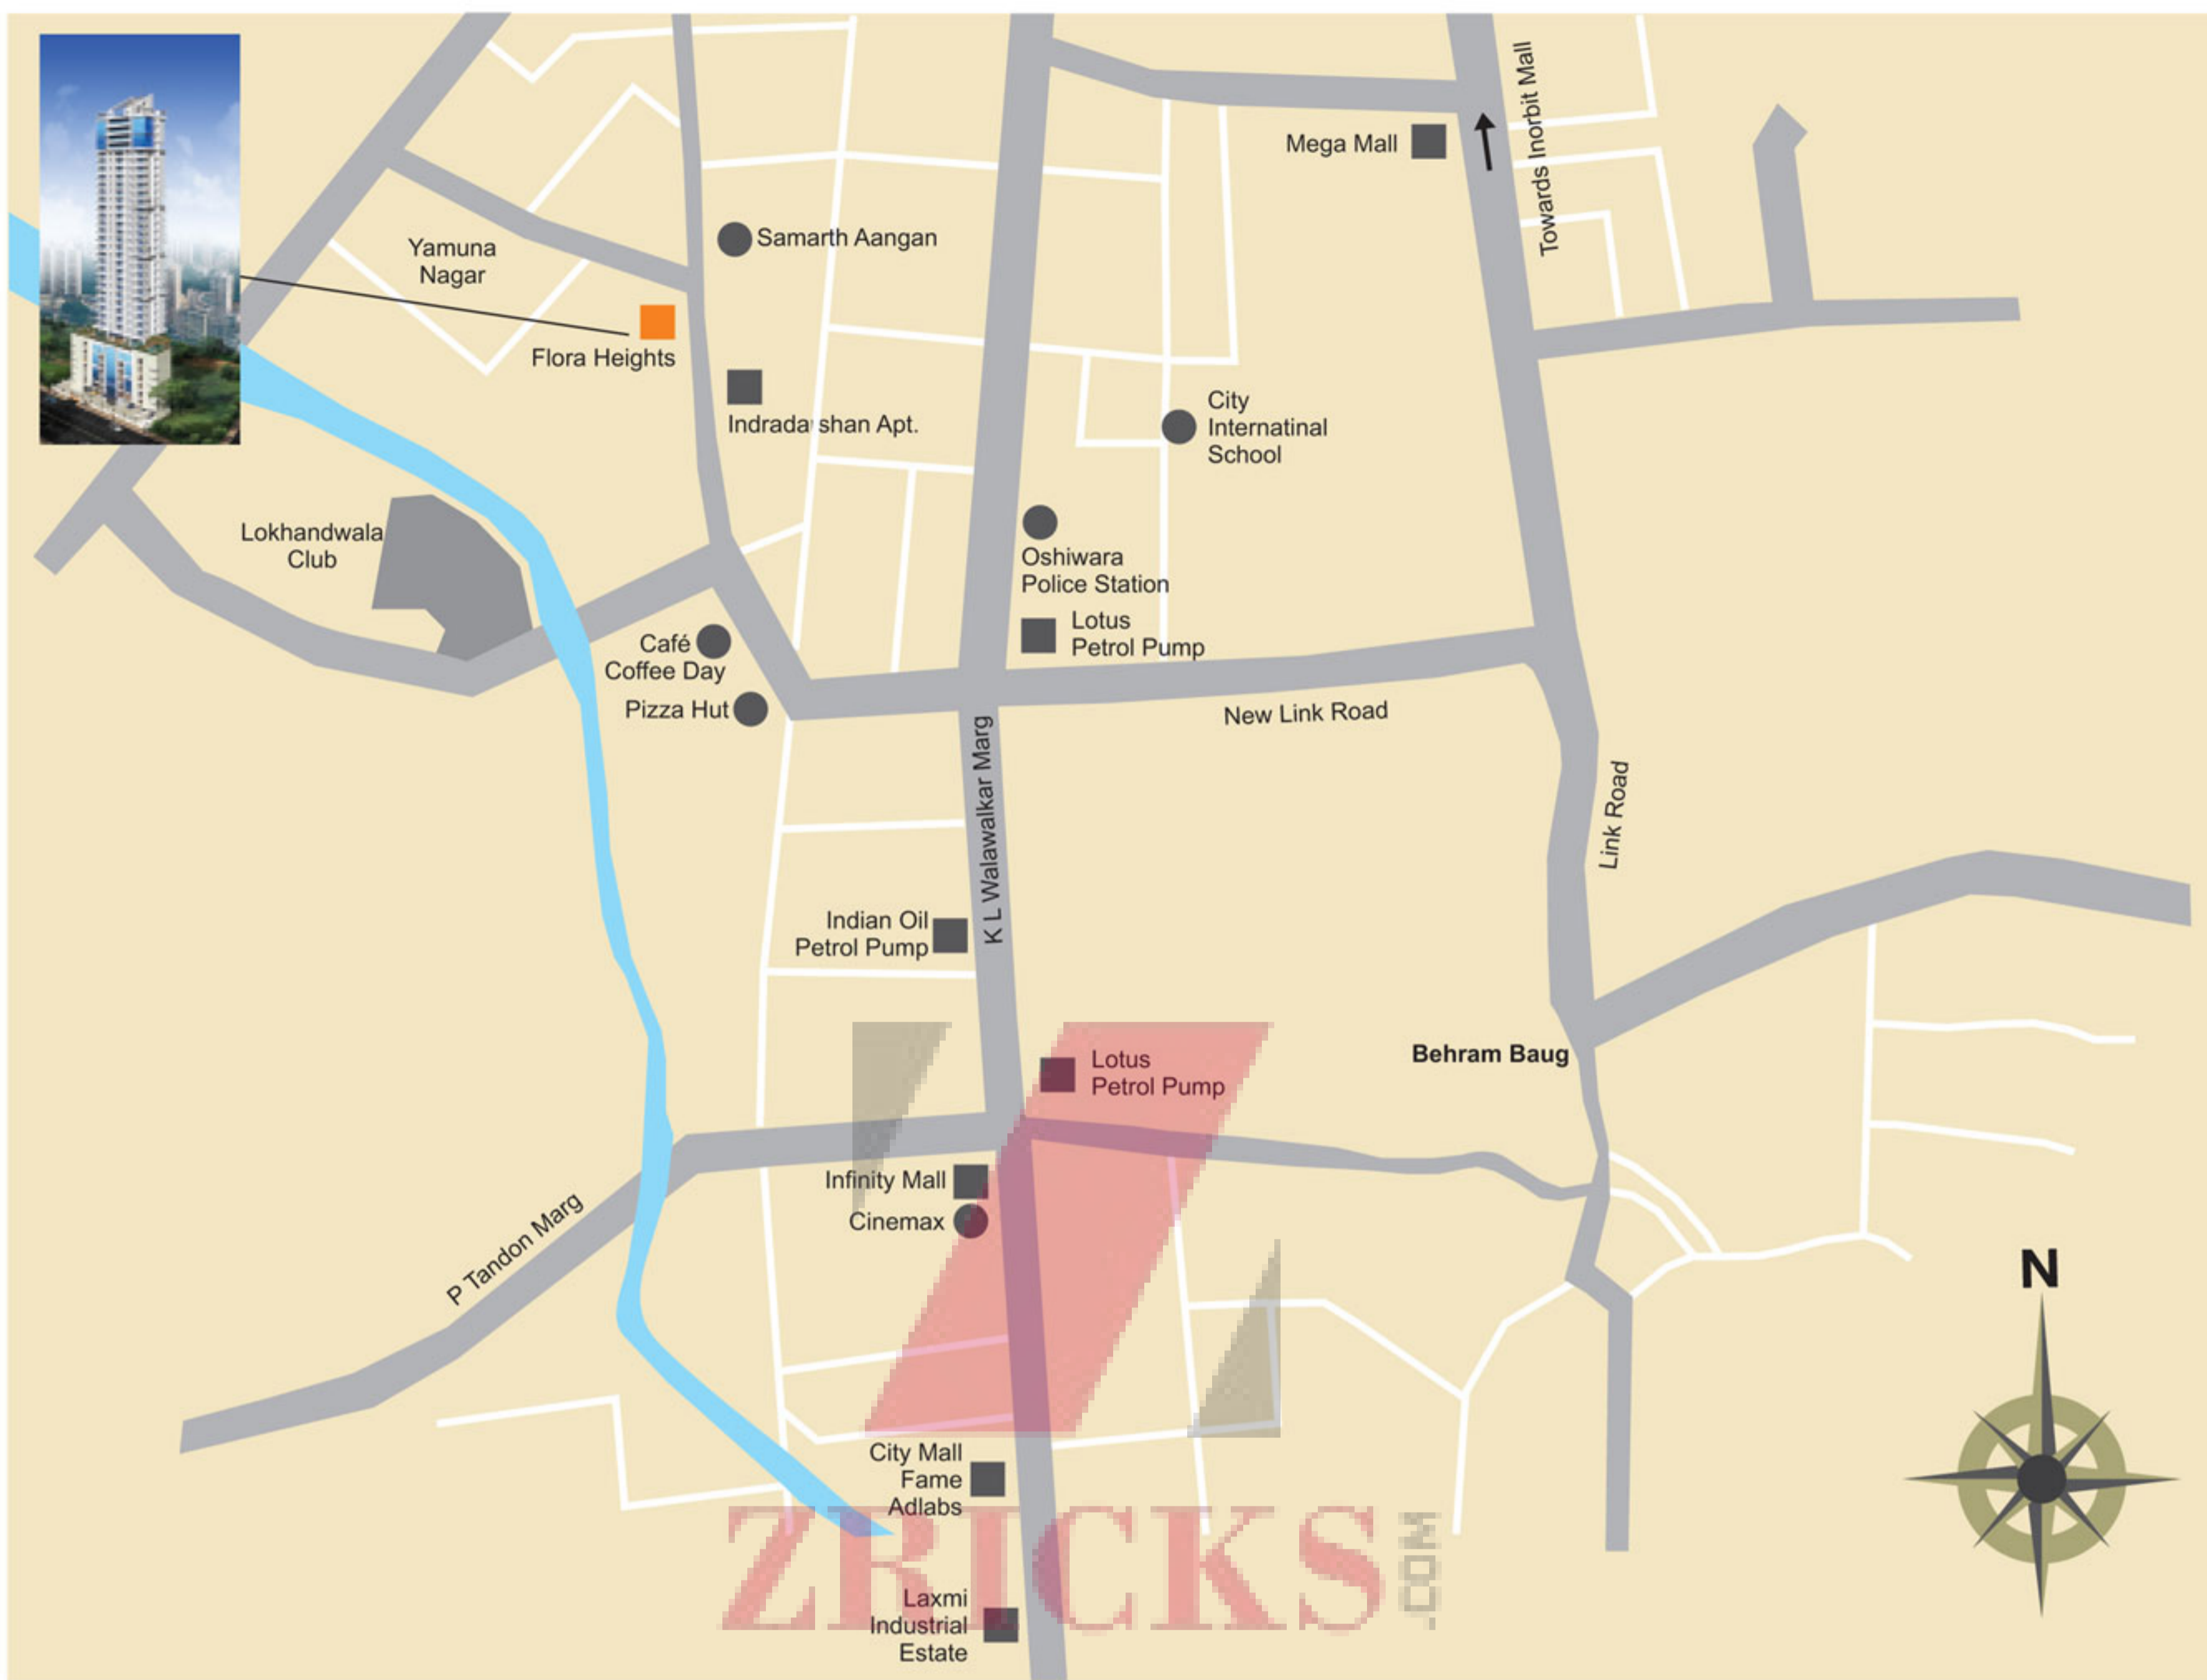 Towards Inorbit Mall
Mega Mall
Samarth Aangan
Yamuna
Nagar
Flora Heights
Indradarshan Apt.
City
Internatinal
School
Lokhandwala
Club
Oshiwara
Police Station
Lotus
Petrol Pump
Café
Coffee Day
Pizza Hut
New Link Road
K L Walawalkar Marg
Link Road
Indian Oil
Petrol Pump
Behram Baug
Lotus
Petrol Pump
Infinity Mall
Cinemax
P Tandon Marg
N
City Mall
Fame
Adlabs
ZRICKS.COM
Laxmi
Industrial
Estate